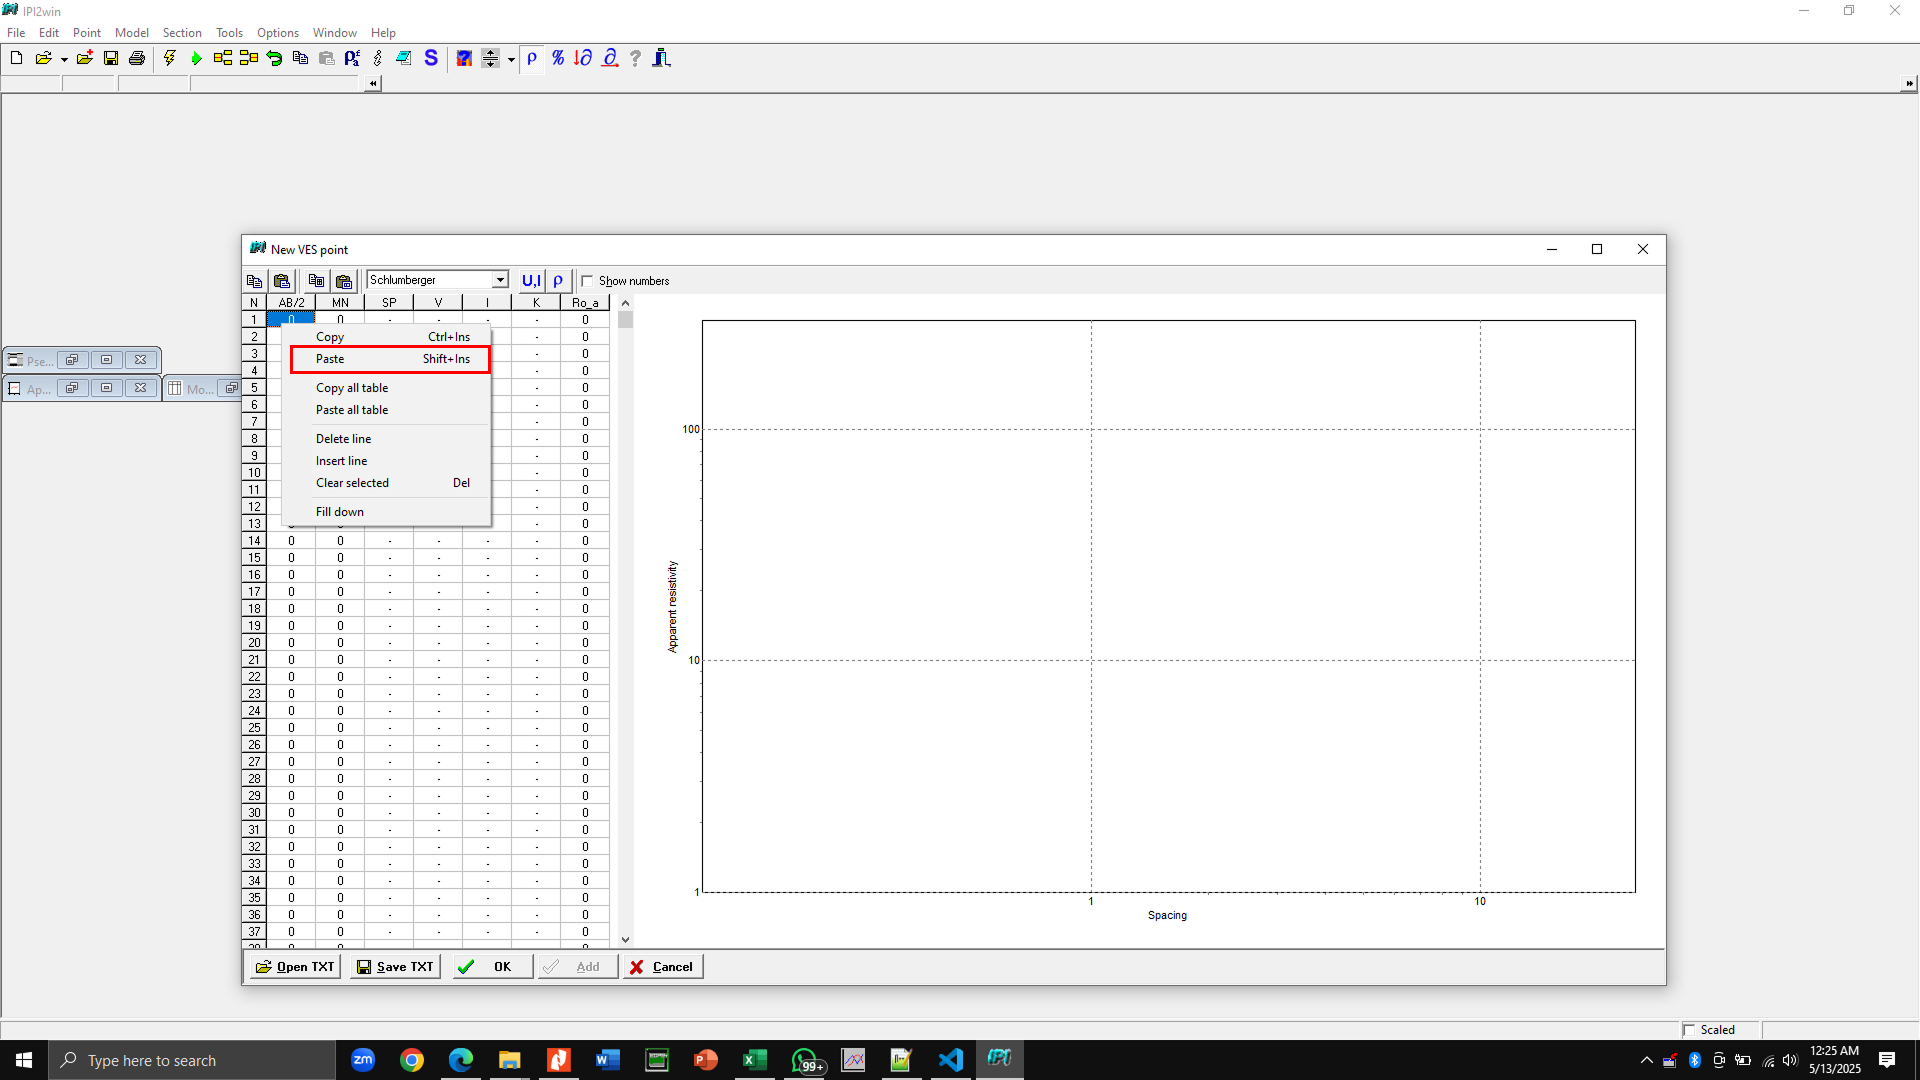 IPI2win
File Edit Point Model Section Tools Options Window Help
New VES point
Schlumberger
U,I
ρ
Show numbers
N AB/2 MN SP V I K Ro_a
1 0 0 - - - - 0
2 - 0
3 - 0
4 - 0
5 - 0
6 - 0
7 - 0
8 - 0
9 - 0
10 - 0
11 - 0
12 - 0
13 0 0 - 0
14 0 0 - - - - 0
15 0 0 - - - - 0
16 0 0 - - - - 0
17 0 0 - - - - 0
18 0 0 - - - - 0
19 0 0 - - - - 0
20 0 0 - - - - 0
21 0 0 - - - - 0
22 0 0 - - - - 0
23 0 0 - - - - 0
24 0 0 - - - - 0
25 0 0 - - - - 0
26 0 0 - - - - 0
27 0 0 - - - - 0
28 0 0 - - - - 0
29 0 0 - - - - 0
30 0 0 - - - - 0
31 0 0 - - - - 0
32 0 0 - - - - 0
33 0 0 - - - - 0
34 0 0 - - - - 0
35 0 0 - - - - 0
36 0 0 - - - - 0
37 0 0 - - - - 0
Copy Ctrl+Ins
Paste Shift+Ins
Copy all table
Paste all table
Delete line
Insert line
Clear selected Del
Fill down
Pse...
Ap...
Mo...
100
10
1
Apparent resistivity
1 10
Spacing
Open TXT
Save TXT
OK
Add
Cancel
Scaled
Type here to search
zm
99+
IPI
12:25 AM
5/13/2025